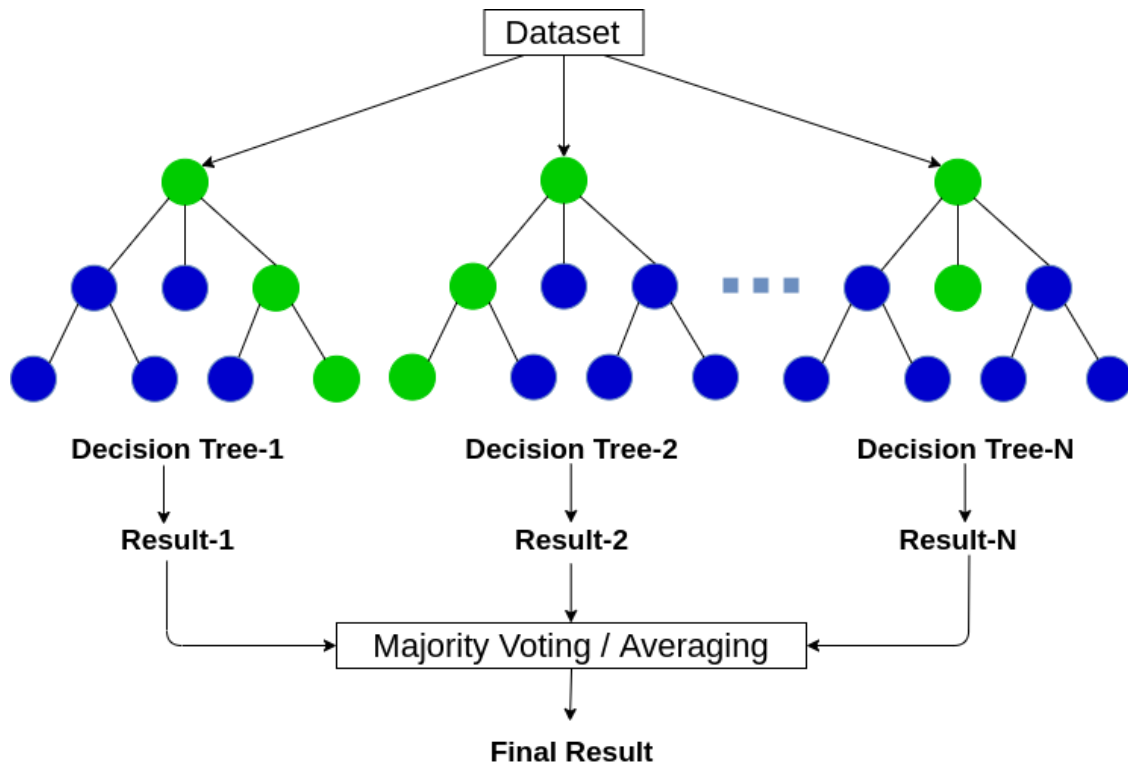 Dataset
Decision Tree-1
Decision Tree-2
Decision Tree-N
Result-1
Result-2
Result-N
Majority Voting / Averaging
Final Result